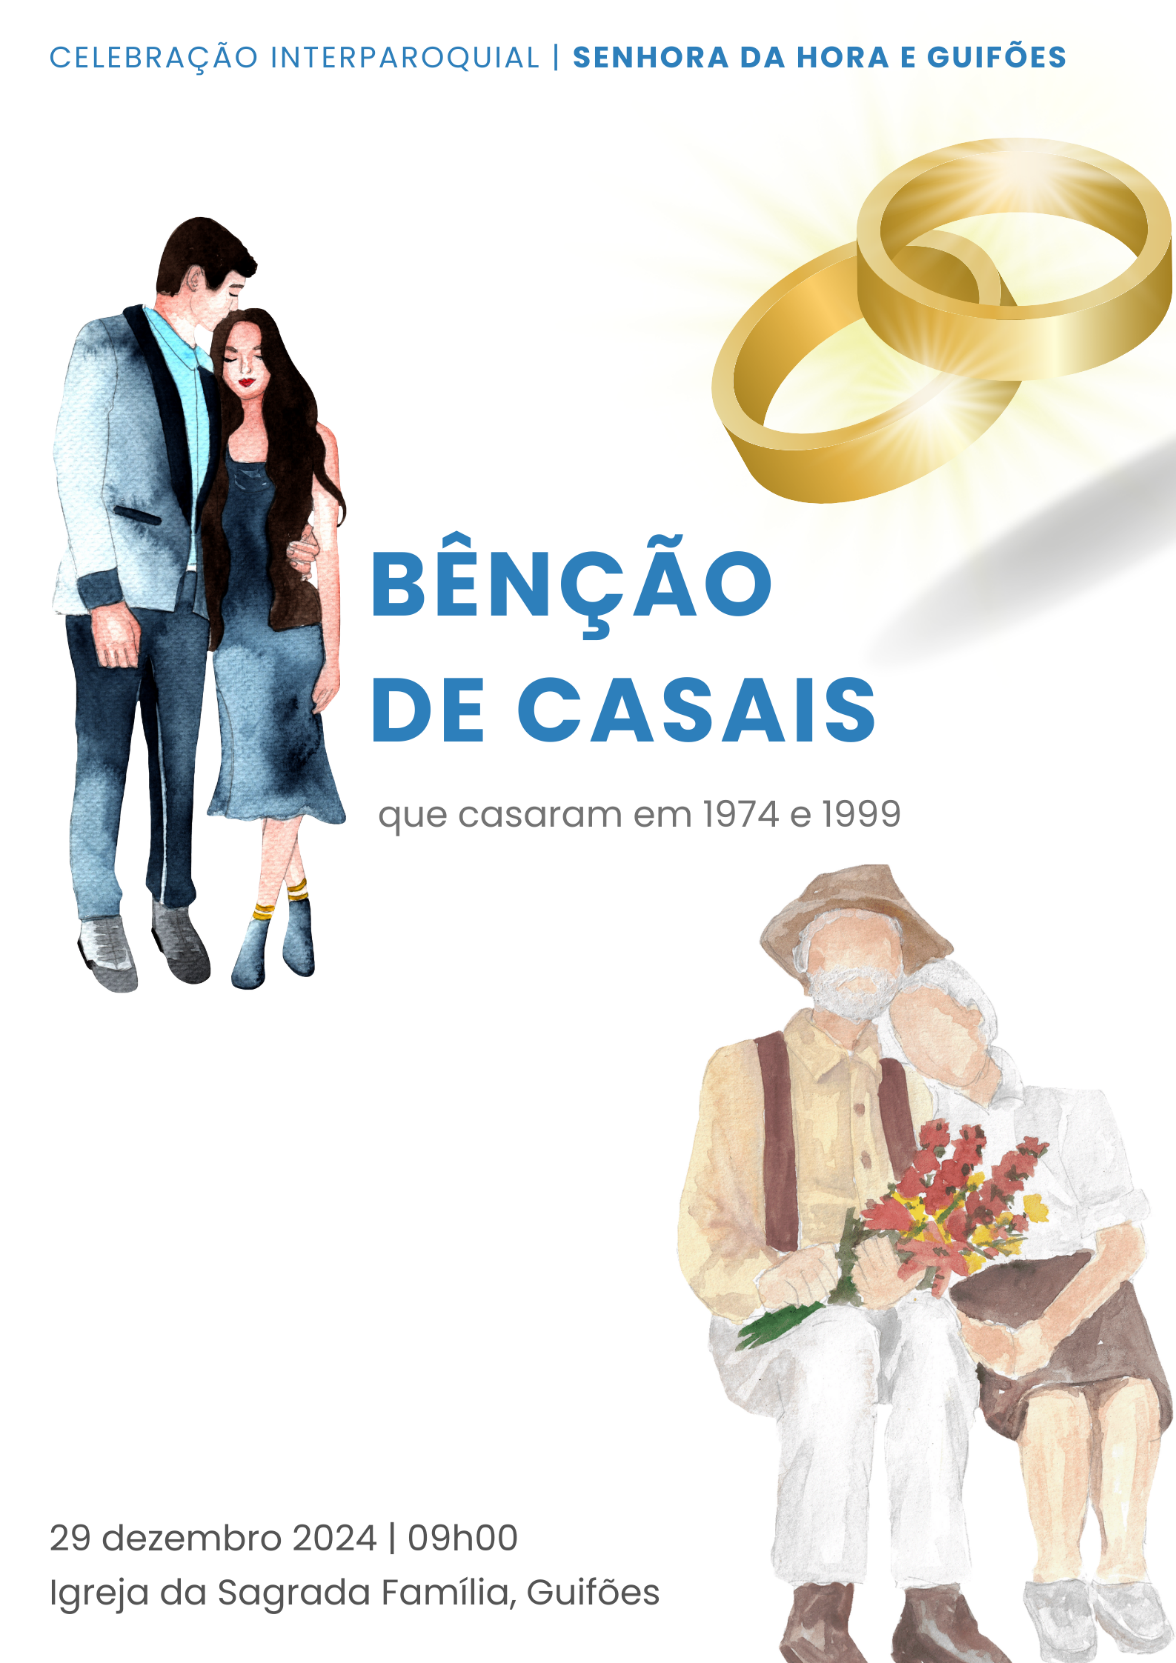 CELEBRAÇÃO INTERPAROQUIAL | SENHORA DA HORA E GUIFÕES
BÊNÇÃO
DE CASAIS
que casaram em 1974 e 1999
29 dezembro 2024 | 09h00
Igreja da Sagrada Família, Guifões